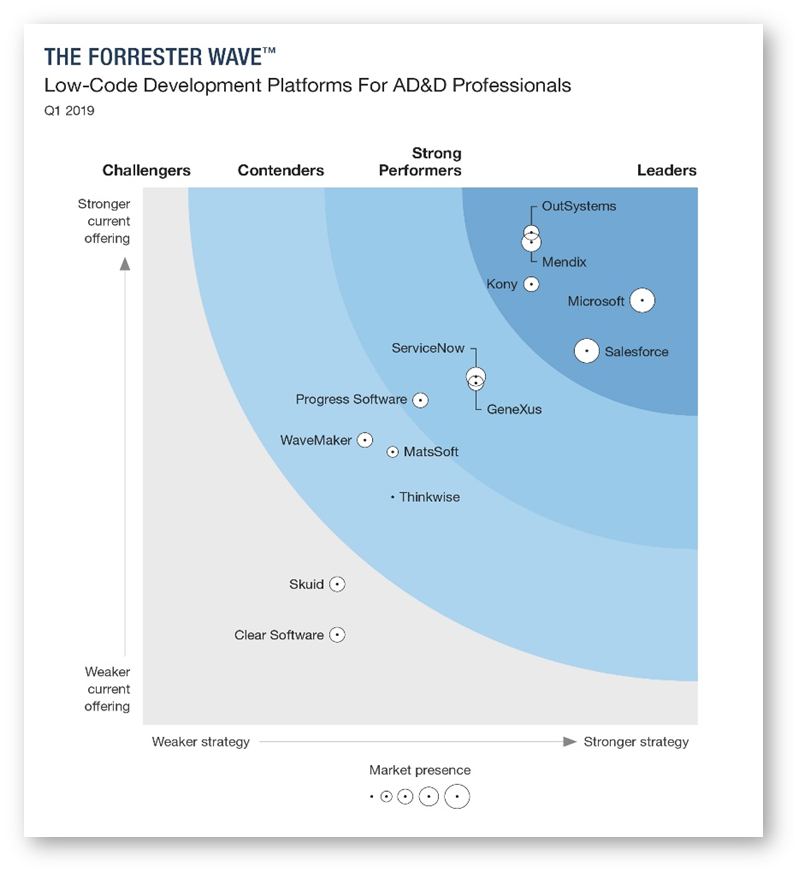 THE FORRESTER WAVE™
Low-Code Development Platforms For AD&D Professionals
Q1 2019
Challengers
Contenders
Strong
Performers
Leaders
Stronger
current
offering
OutSystems
Mendix
Kony
Microsoft
ServiceNow
Salesforce
Progress Software
GeneXus
WaveMaker
MatsSoft
Thinkwise
Skuid
Clear Software
Weaker
current
offering
Weaker strategy
Stronger strategy
Market presence